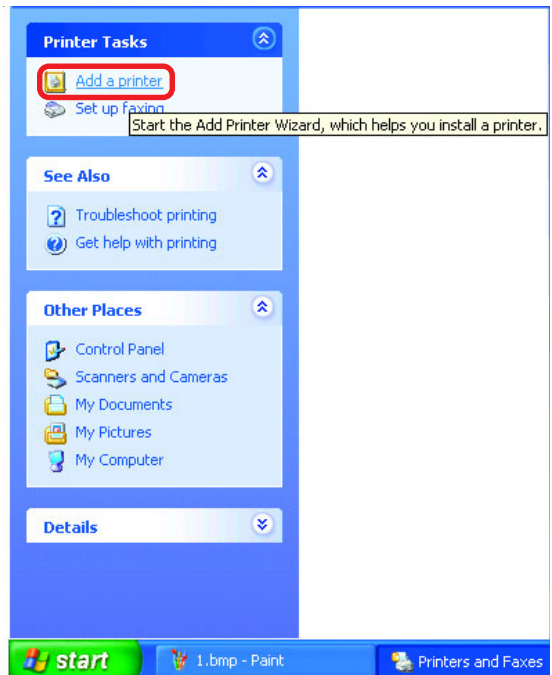 Printer Tasks
Add a printer
Set up faxing
Start the Add Printer Wizard, which helps you install a printer.
See Also
Troubleshoot printing
Get help with printing
Other Places
Control Panel
Scanners and Cameras
My Documents
My Pictures
My Computer
Details
start
1.bmp - Paint
Printers and Faxes